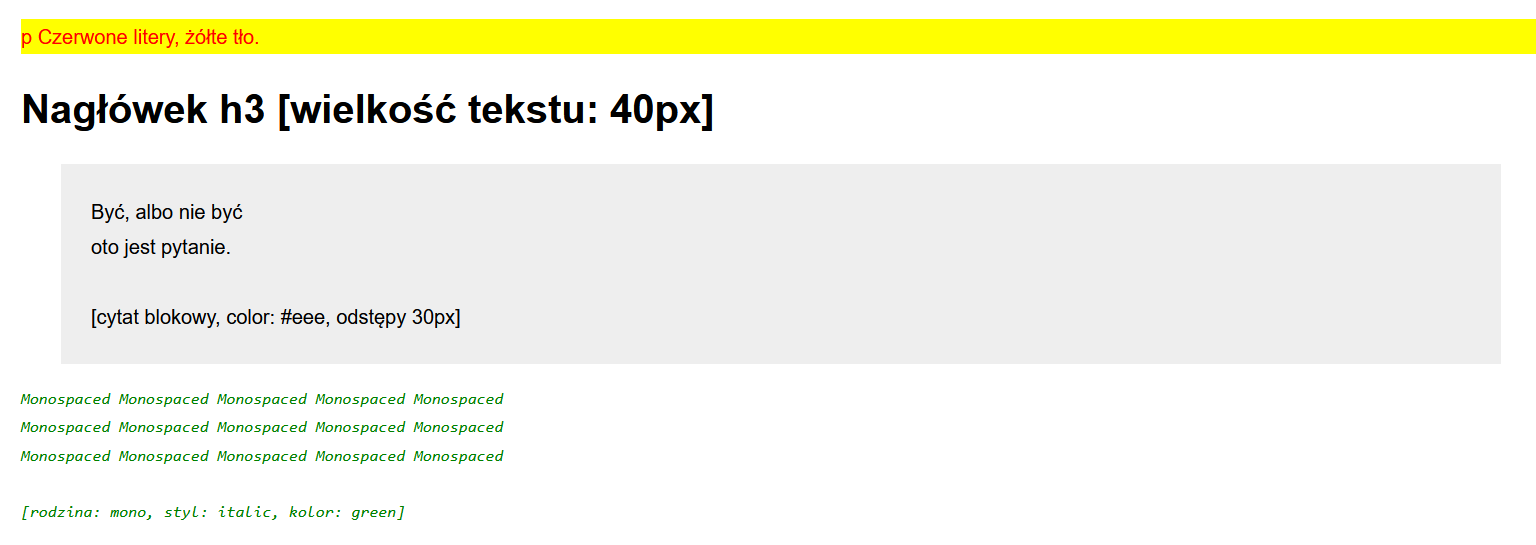 p Czerwone litery, żółte tło.
Nagłówek h3 [wielkość tekstu: 40px]
Być, albo nie być
oto jest pytanie.
[cytat blokowy, color: #eee, odstępy 30px]
Monospaced Monospaced Monospaced Monospaced Monospaced
Monospaced Monospaced Monospaced Monospaced Monospaced
Monospaced Monospaced Monospaced Monospaced Monospaced
[rodzina: mono, styl: italic, kolor: green]